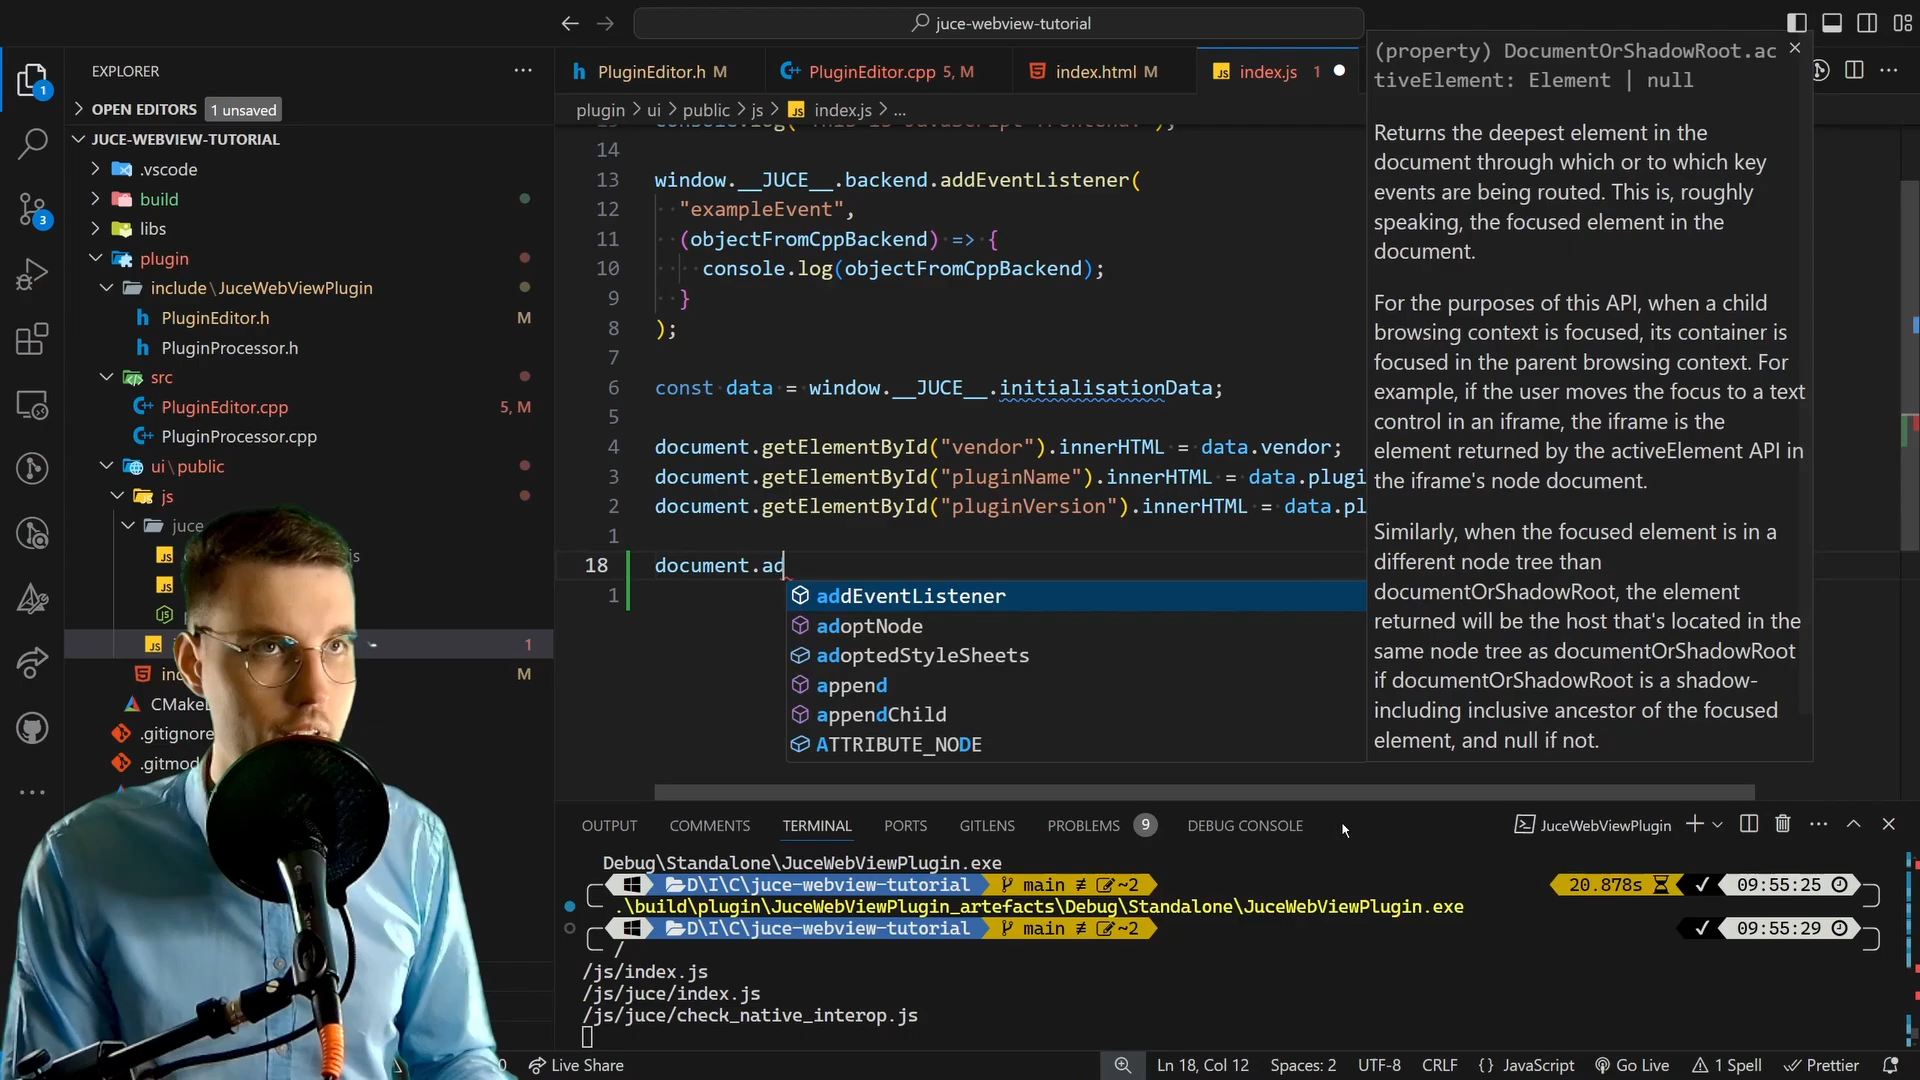 juce-webview-tutorial
EXPLORER
OPEN EDITORS 1 unsaved
JUCE-WEBVIEW-TUTORIAL
.vscode
build
libs
plugin
include\JuceWebViewPlugin
PluginEditor.h M
PluginProcessor.h
src
PluginEditor.cpp 5, M
PluginProcessor.cpp
ui\public
js
juce
s
1
M
.gitignore
1
3
PluginEditor.h M
PluginEditor.cpp 5, M
index.html M
index.js 1
plugin > ui > public > js > index.js > ...
14
13 window.__JUCE__.backend.addEventListener(
12 "exampleEvent",
11 (objectFromCppBackend) => {
10 console.log(objectFromCppBackend);
9 }
8 );
7
6 const data = window.__JUCE__.initialisationData;
5
4 document.getElementById("vendor").innerHTML = data.vendor;
3 document.getElementById("pluginName").innerHTML = data.plugi
2 document.getElementById("pluginVersion").innerHTML = data.pl
1
18 document.ad
1
addEventListener
adoptNode
adoptedStyleSheets
append
appendChild
ATTRIBUTE_NODE
(property) DocumentOrShadowRoot.ac
tiveElement: Element | null
Returns the deepest element in the
document through which or to which key
events are being routed. This is, roughly
speaking, the focused element in the
document.
For the purposes of this API, when a child
browsing context is focused, its container is
focused in the parent browsing context. For
example, if the user moves the focus to a text
control in an iframe, the iframe is the
element returned by the activeElement API in
the iframe's node document.
Similarly, when the focused element is in a
different node tree than
documentOrShadowRoot, the element
returned will be the host that's located in the
same node tree as documentOrShadowRoot
if documentOrShadowRoot is a shadow-
including inclusive ancestor of the focused
element, and null if not.
OUTPUT COMMENTS TERMINAL PORTS GITLENS PROBLEMS 9 DEBUG CONSOLE
JuceWebViewPlugin
Debug\Standalone\JuceWebViewPlugin.exe
D\I\C\juce-webview-tutorial main ≢ ~2 20.878s 09:55:25
.\build\plugin\JuceWebViewPlugin_artefacts\Debug\Standalone\JuceWebViewPlugin.exe
D\I\C\juce-webview-tutorial main ≢ ~2 09:55:29
/
/js/index.js
/js/juce/index.js
/js/juce/check_native_interop.js
Live Share
Ln 18, Col 12 Spaces: 2 UTF-8 CRLF {} JavaScript Go Live 1 Spell Prettier